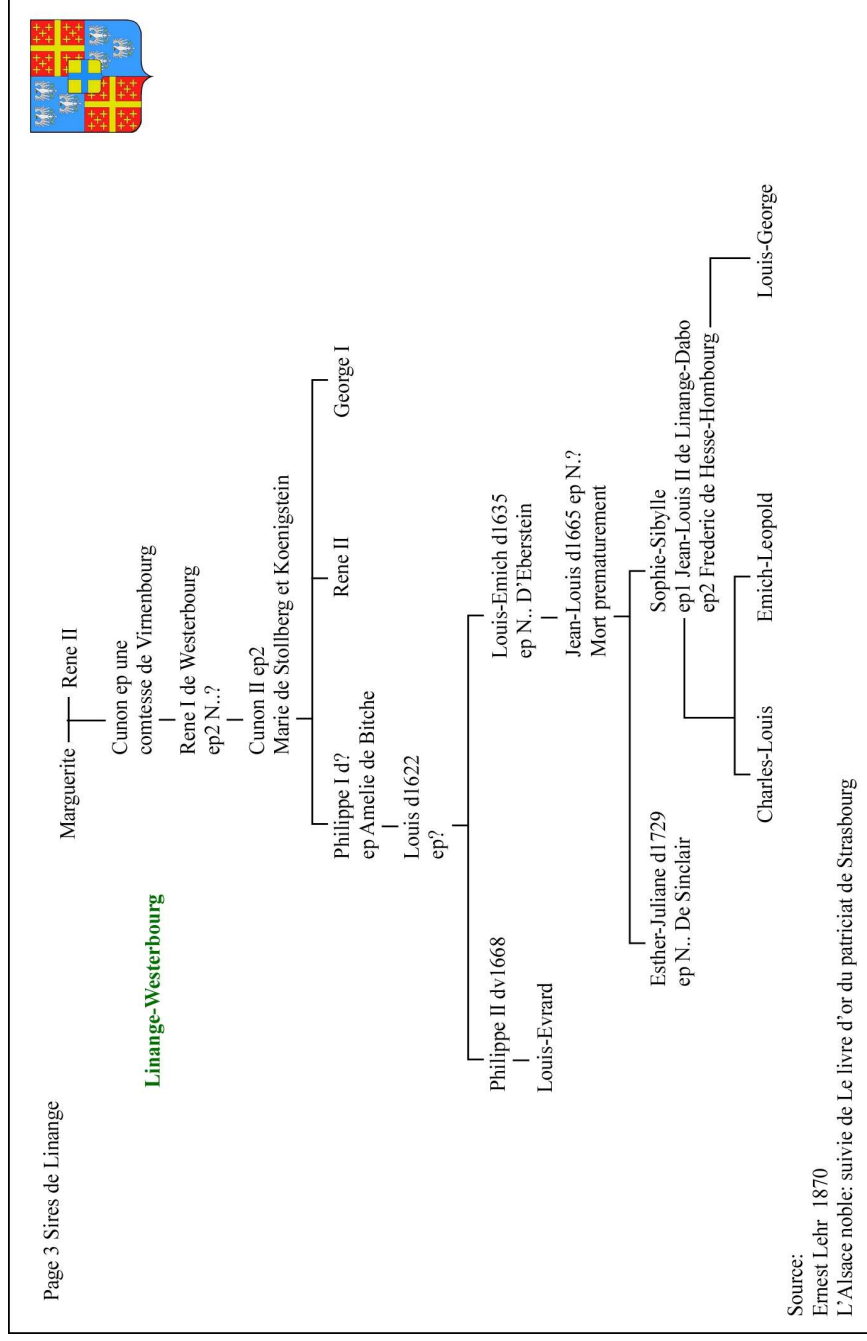 Page 3 Sires de Linange
Linange-Westerbourg
Marguerite
Rene II
Cunon ep une
comtesse de Virnenbourg
Rene I de Westerbourg
ep2 N..?
Cunon II ep2
Marie de Stollberg et Koenigstein
Philippe I d?
ep Amelie de Bitche
Rene II
George I
Louis d1622
ep?
Philippe II dv1668
Louis-Emich d1635
ep N.. D'Eberstein
Louis-Evrard
Jean-Louis d1665 ep N.?
Mort prematurement
Esther-Juliane d1729
ep N.. De Sinclair
Sophie-Sibylle
ep1 Jean-Louis II de Linange-Dabo
ep2 Frederic de Hesse-Hombourg
Charles-Louis
Emich-Leopold
Louis-George
Source:
Ernest Lehr 1870
L'Alsace noble: suivie de Le livre d'or du patriciat de Strasbourg